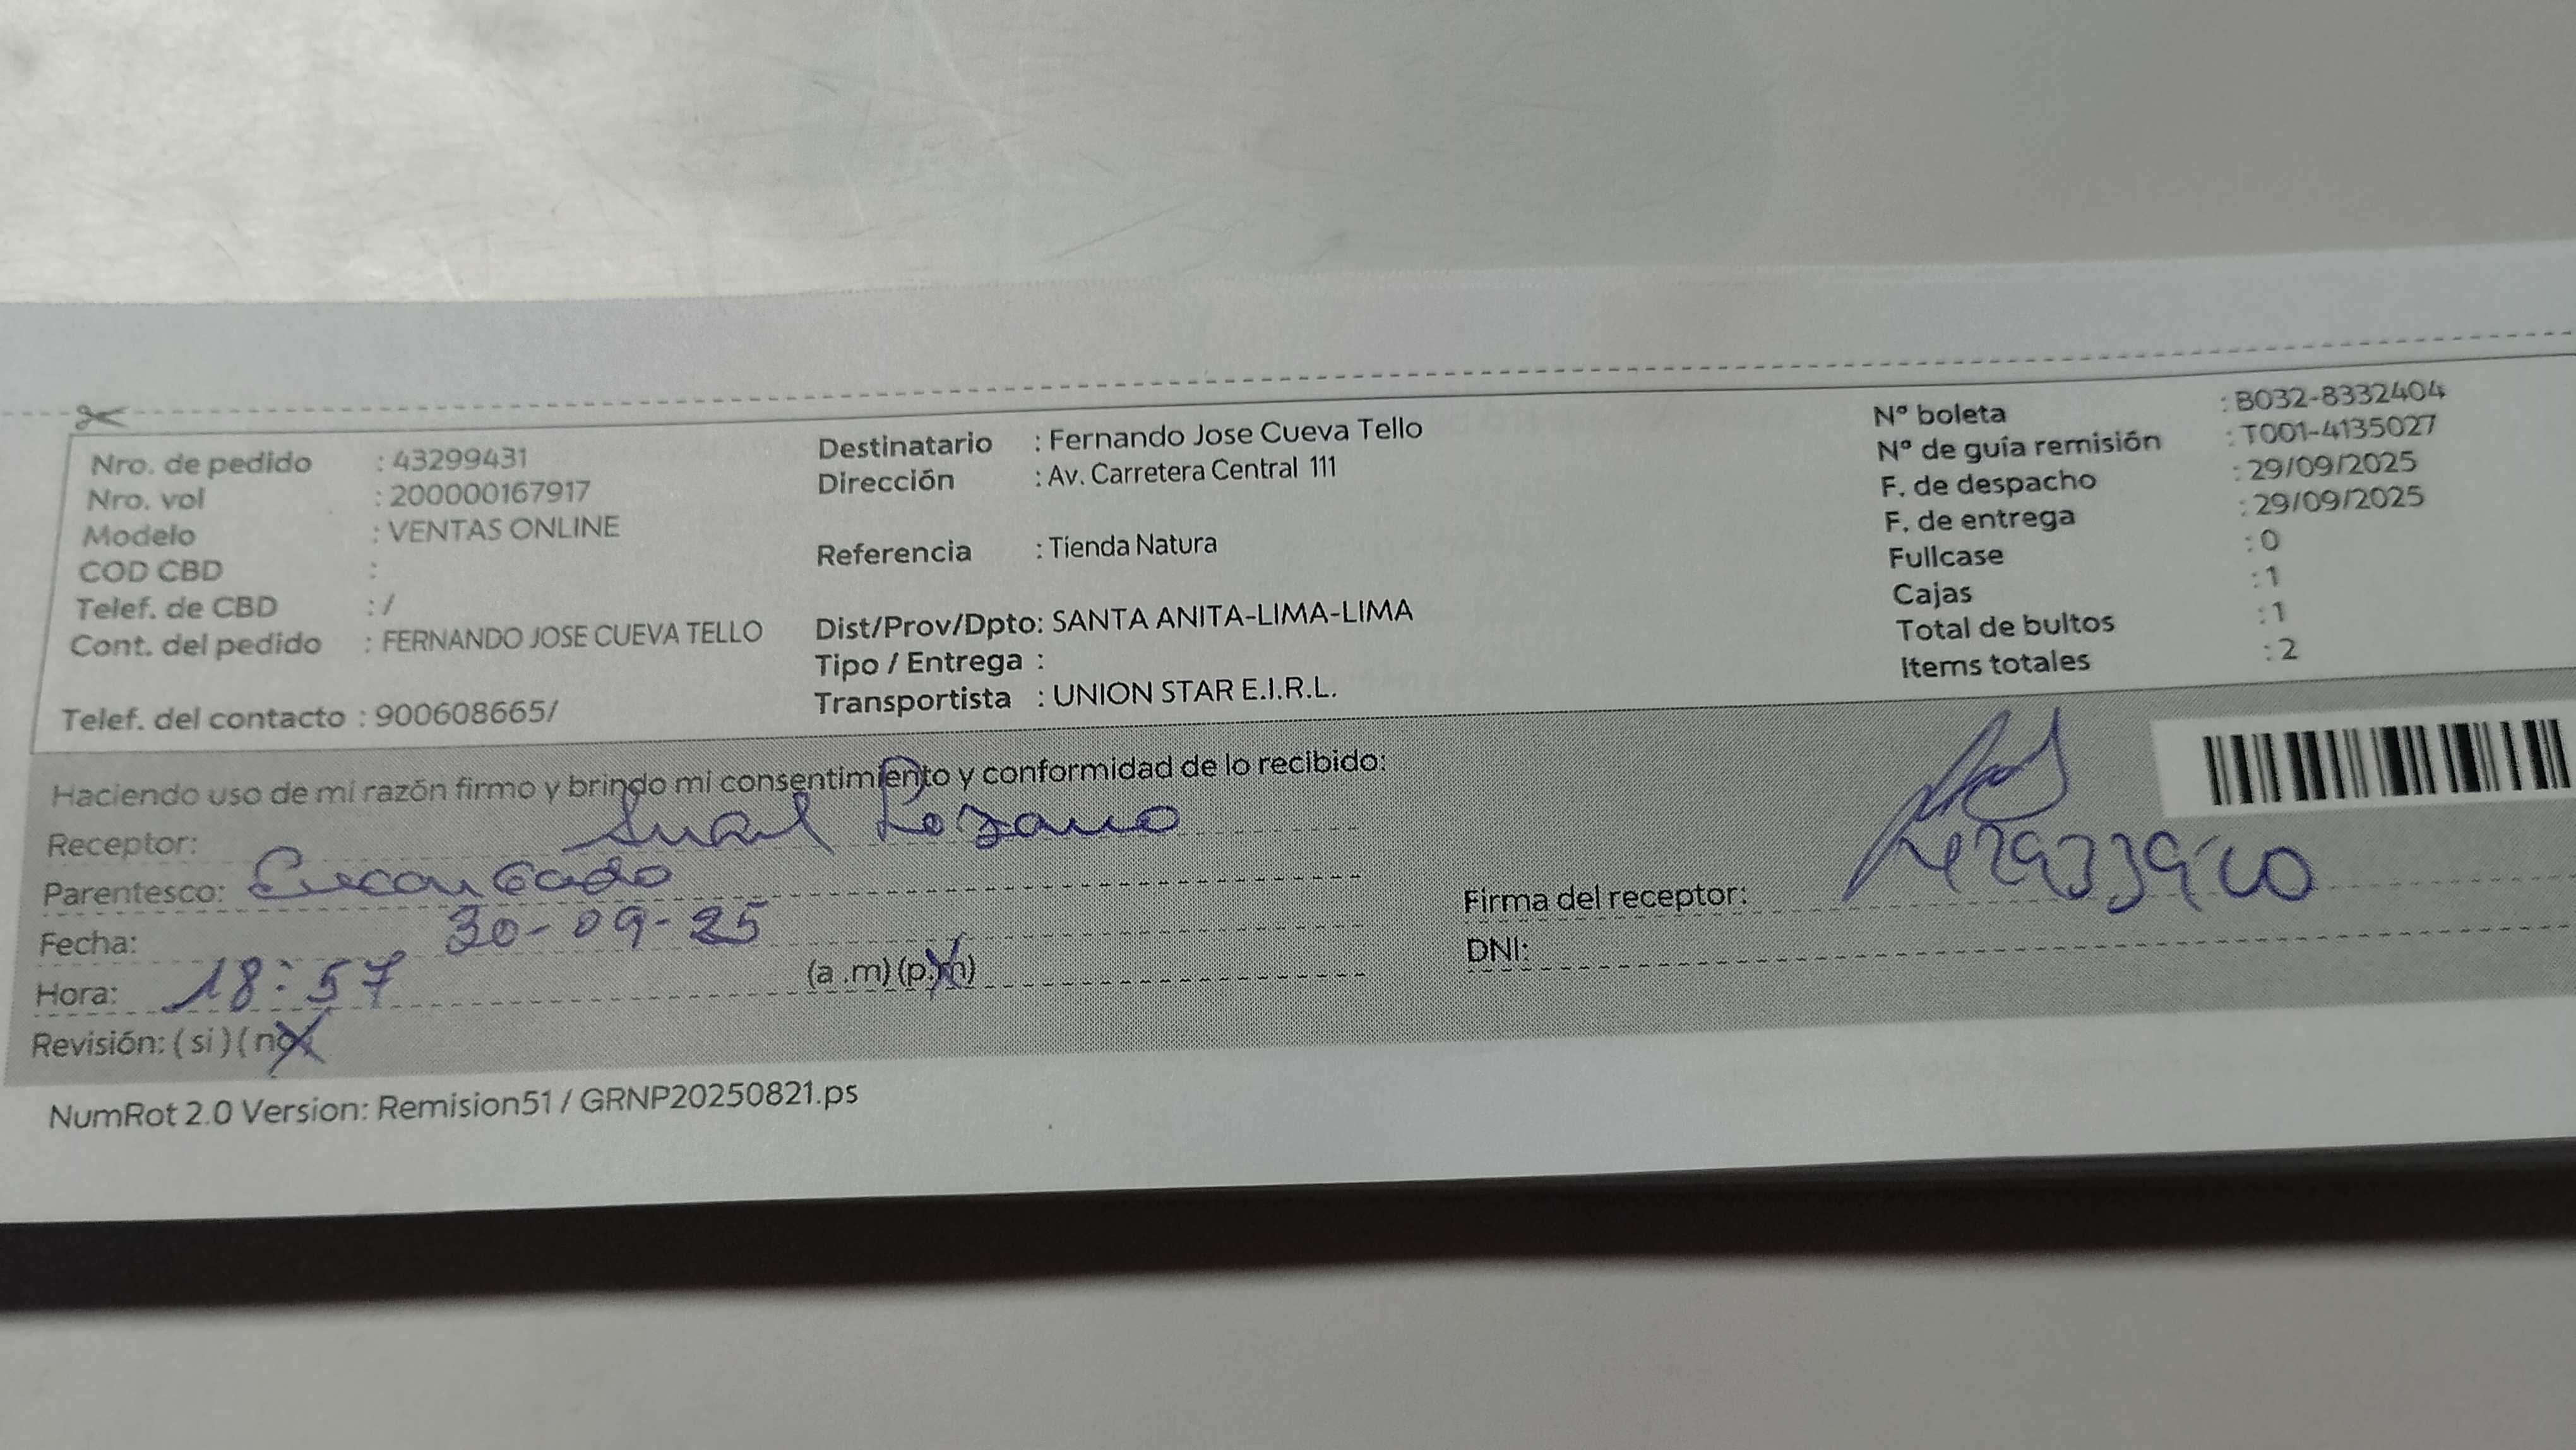 Nro. de pedido : 43299431
Nro. vol : 200000167917
Modelo : VENTAS ONLINE
COD CBD :
Telef. de CBD : /
Cont. del pedido : FERNANDO JOSE CUEVA TELLO
Telef. del contacto : 900608665/
Destinatario : Fernando Jose Cueva Tello
Dirección : Av. Carretera Central 111
Referencia : Tienda Natura
Dist/Prov/Dpto: SANTA ANITA-LIMA-LIMA
Tipo / Entrega :
Transportista : UNION STAR E.I.R.L.
N° boleta : B032-8332404
N° de guía remisión : T001-4135027
F. de despacho : 29/09/2025
F. de entrega : 29/09/2025
Fullcase : 0
Cajas : 1
Total de bultos : 1
Items totales : 2
Haciendo uso de mi razón firmo y brindo mi consentimiento y conformidad de lo recibido:
Receptor: Lozano
Parentesco: Encargado
Fecha: 30-09-25
Hora: 18:57 (a .m) (p.m)
Revisión: ( si ) ( no )
Firma del receptor:
DNI:
NumRot 2.0 Version: Remision51 / GRNP20250821.ps